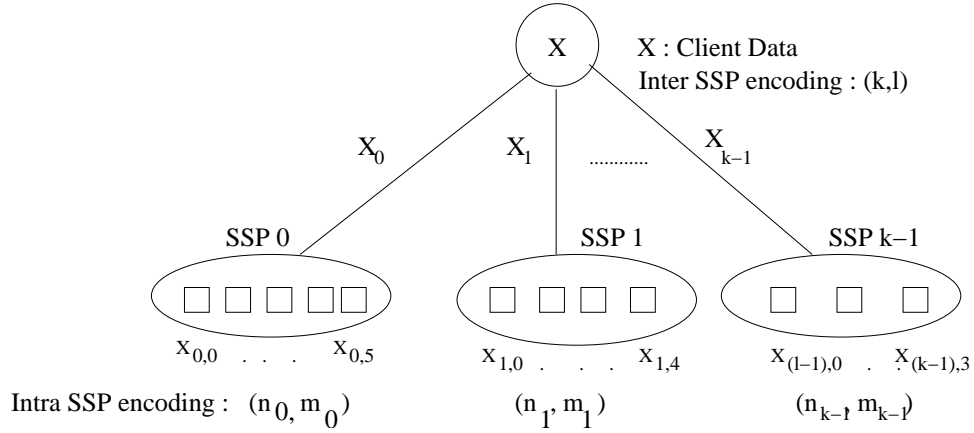 X
X : Client Data
Inter SSP encoding : (k,l)
X0
X1
............
Xk−1
SSP 0
SSP 1
SSP k−1
X0,0 . . . X0,5
X1,0 . . . X1,4
X(l−1),0 . . X(k−1),3
Intra SSP encoding : (n0, m0)
(n1, m1)
(nk−1, mk−1)